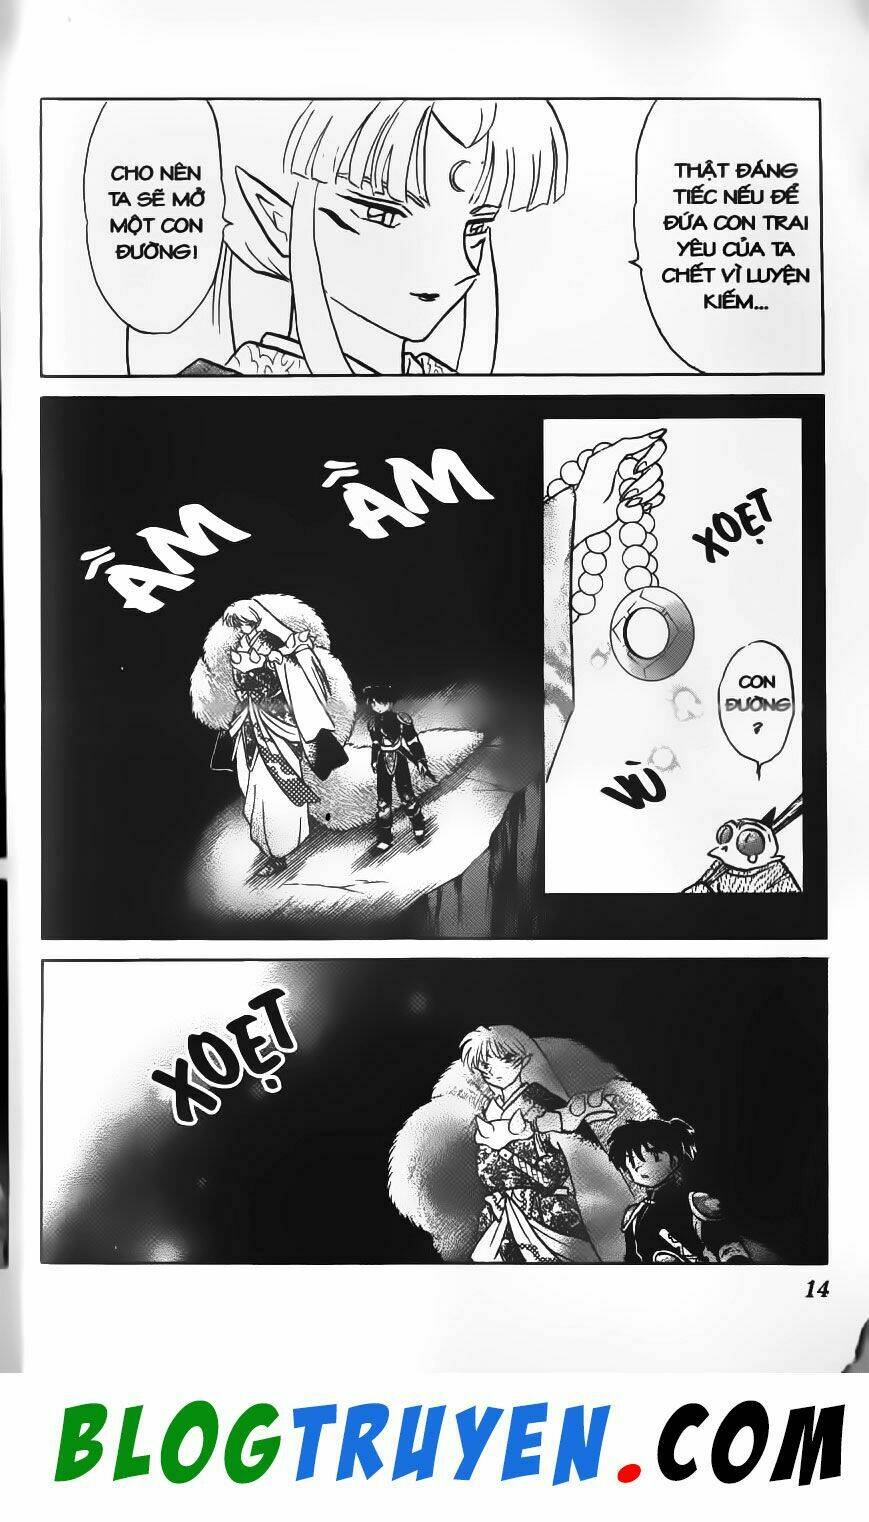 THẬT ĐÁNG
TIẾC NẾU ĐỂ
ĐỨA CON TRAI
YÊU CỦA TA
CHẾT VÌ LUYỆN
KIẾM...
CHO NÊN
TA SẼ MỞ
MỘT CON
ĐƯỜNG!
XOẸT
CON
ĐƯỜNG
?
VÙ
ẦM
ẦM
XOẸT
14
BLOGTRUYEN.COM